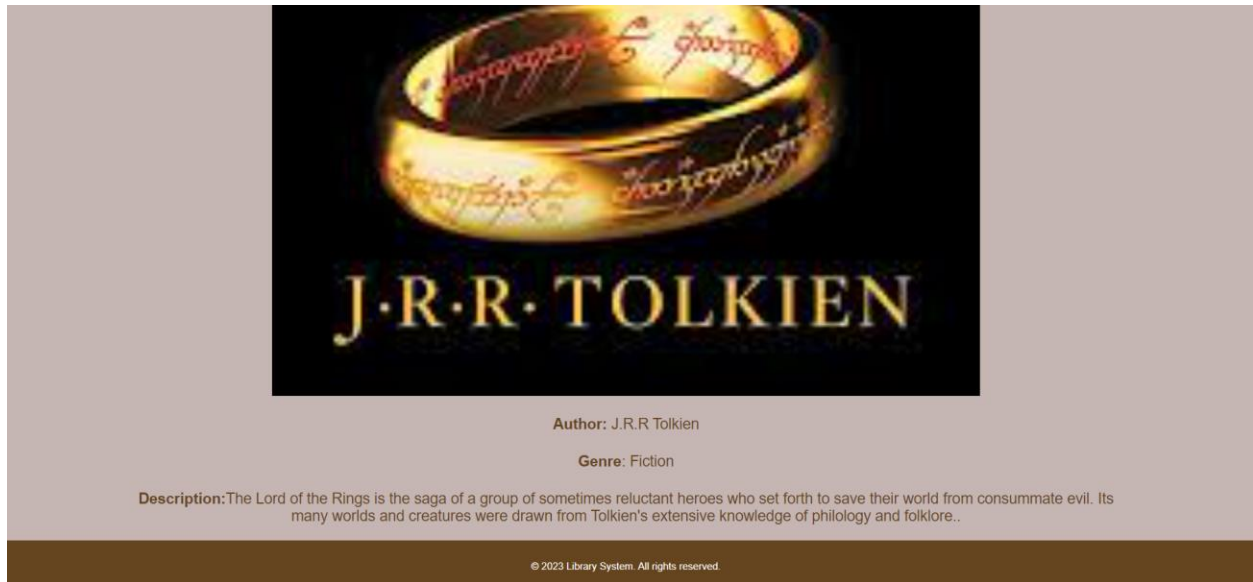 J·R·R·TOLKIEN
Author: J.R.R Tolkien
Genre: Fiction
Description:The Lord of the Rings is the saga of a group of sometimes reluctant heroes who set forth to save their world from consummate evil. Its
many worlds and creatures were drawn from Tolkien's extensive knowledge of philology and folklore..
© 2023 Library System. All rights reserved.